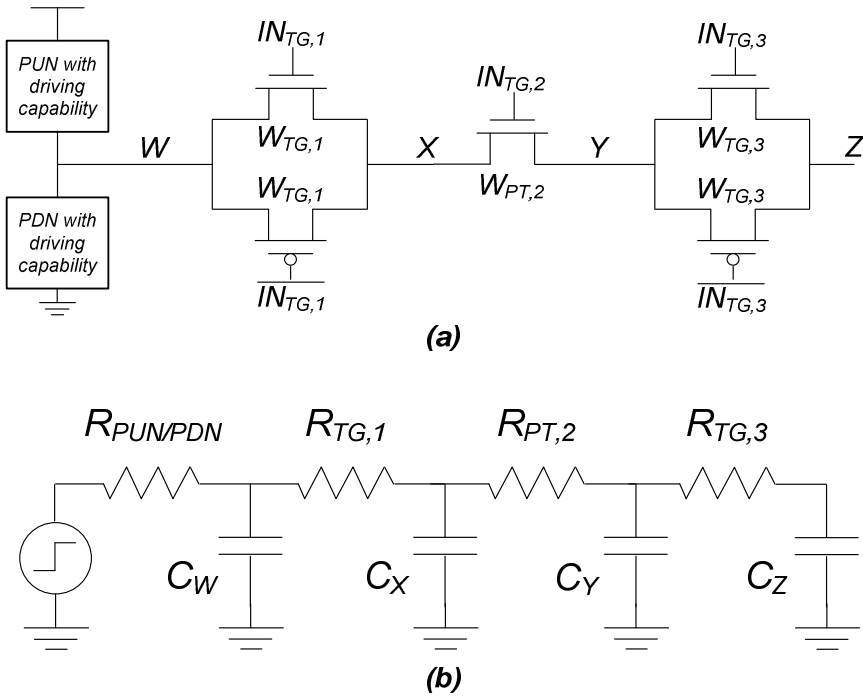 PUN with
driving
capability
PDN with
driving
capability
W
IN_TG,1
W_TG,1
W_TG,1
IN_TG,1
X
IN_TG,2
W_PT,2
Y
IN_TG,3
W_TG,3
W_TG,3
IN_TG,3
Z
(a)
R_PUN/PDN
R_TG,1
R_PT,2
R_TG,3
C_W
C_X
C_Y
C_Z
(b)